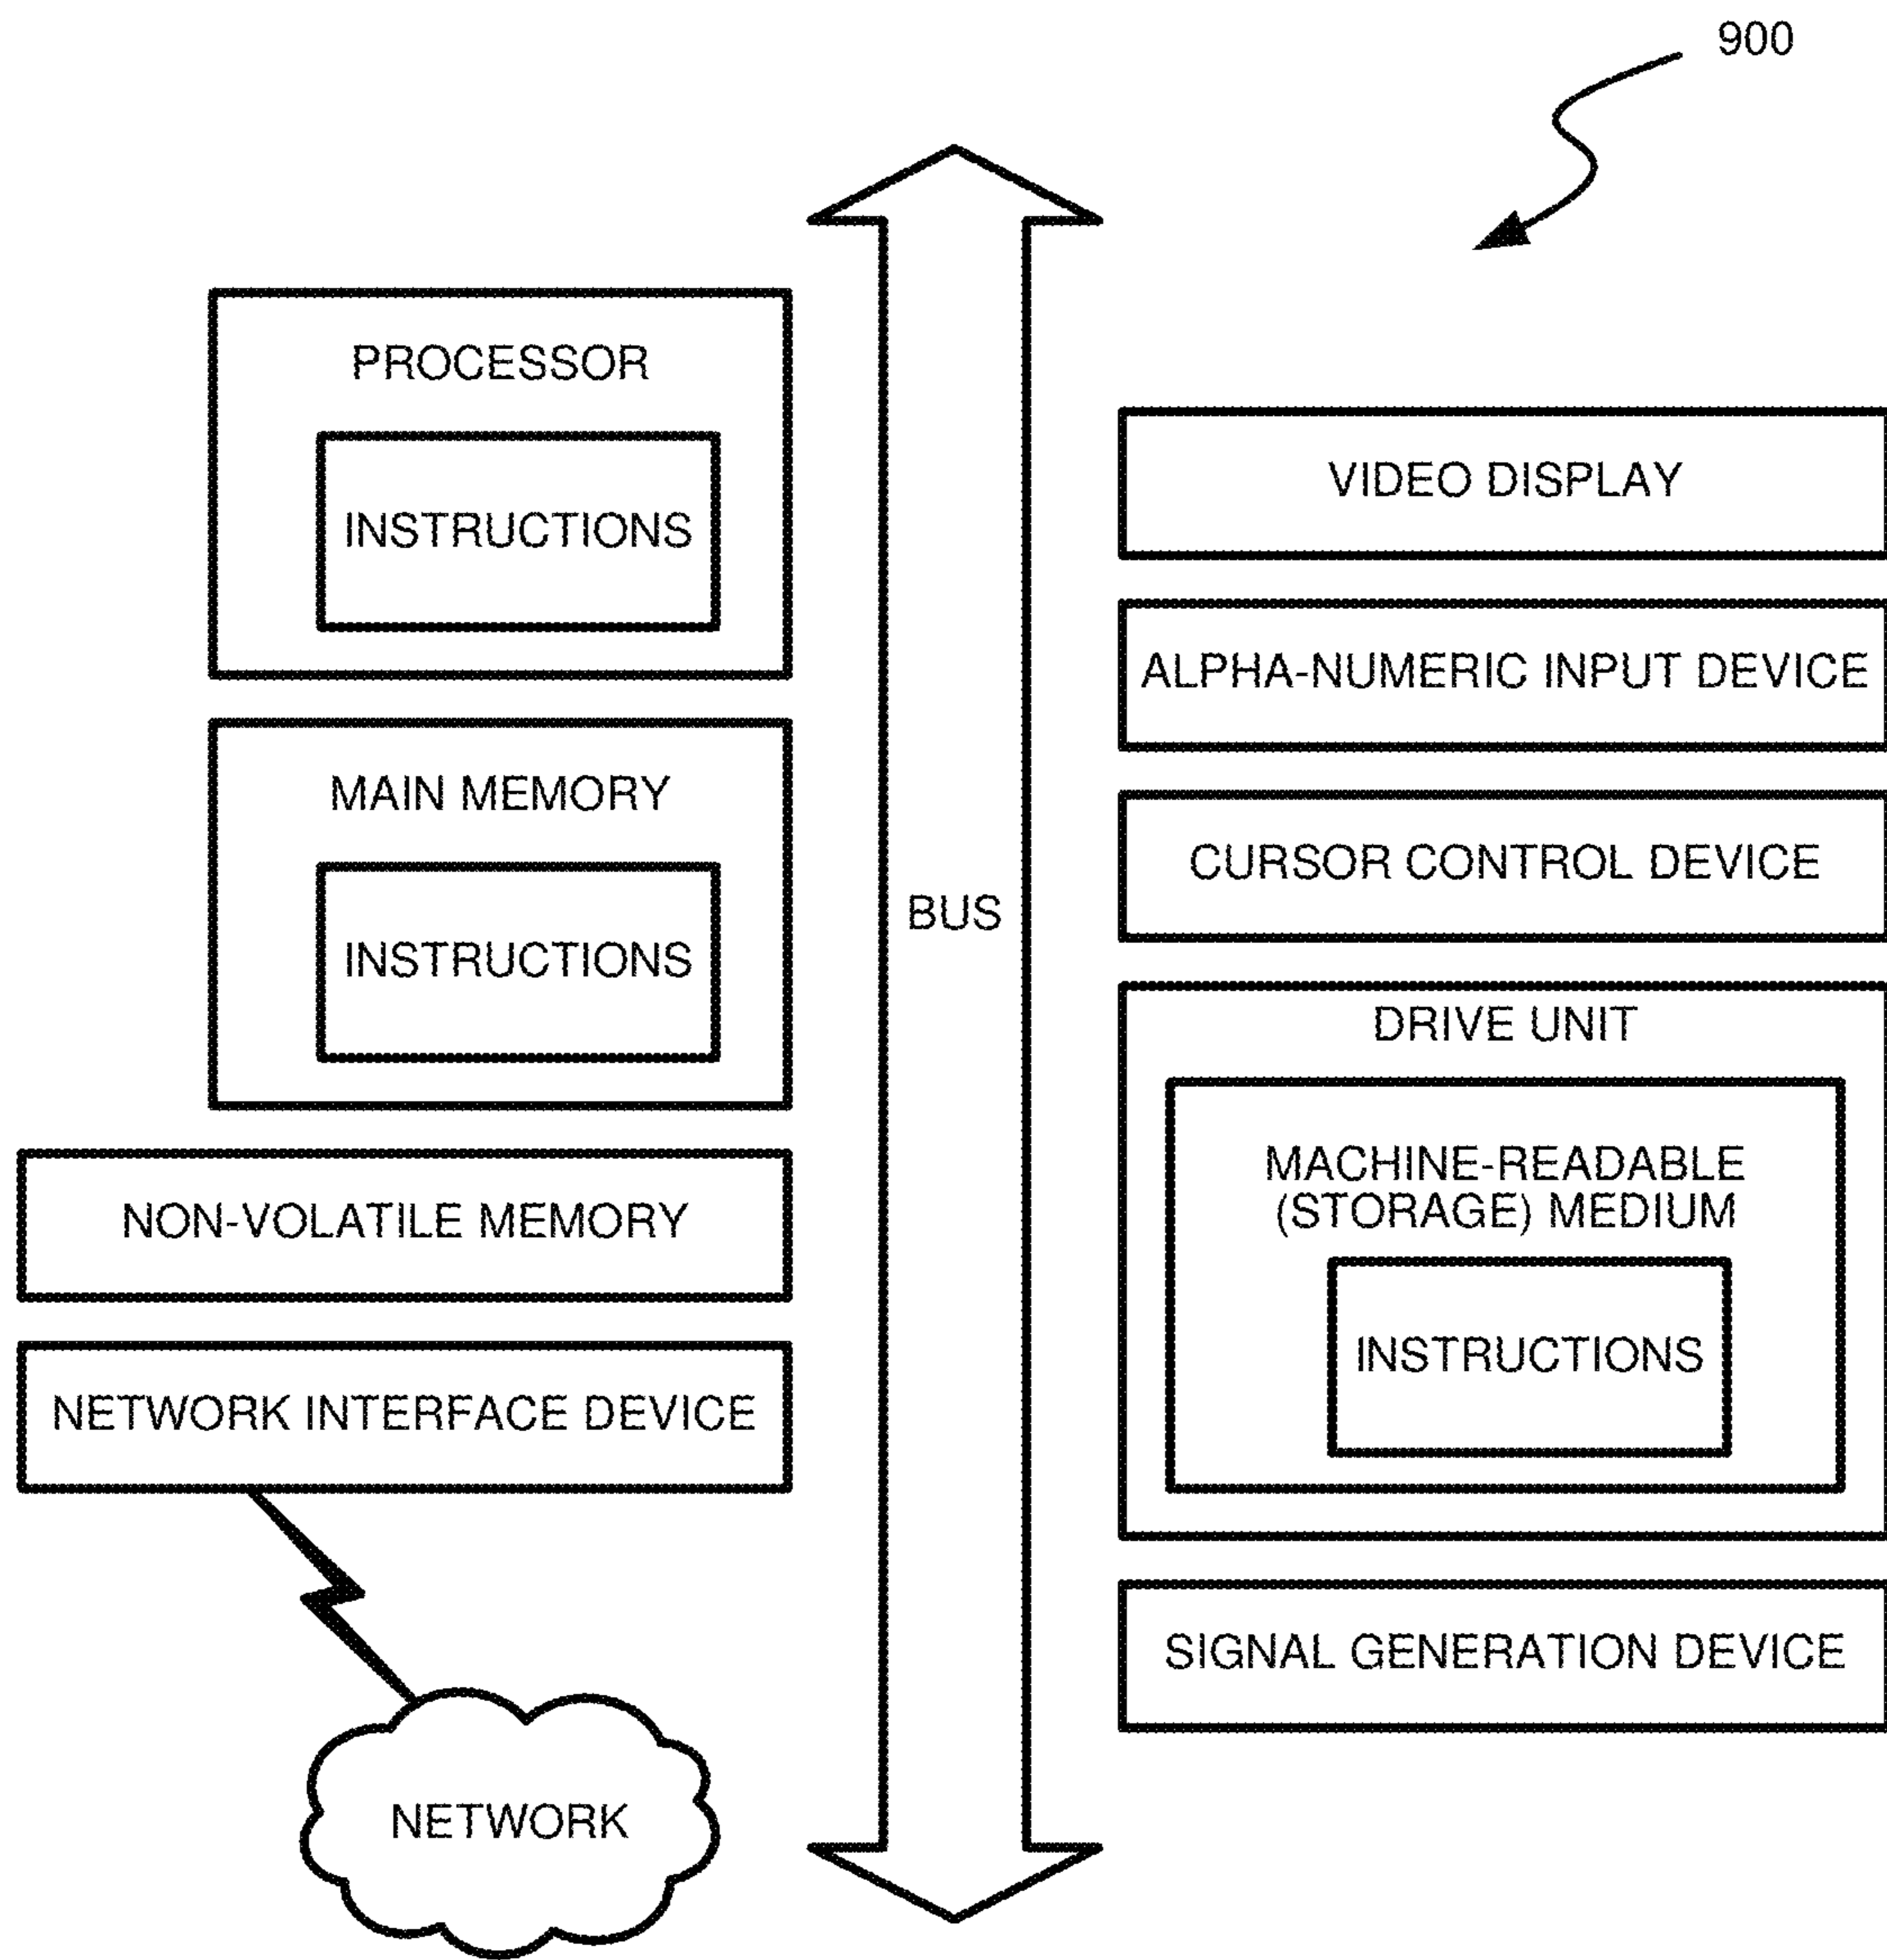 900
PROCESSOR
INSTRUCTIONS
MAIN MEMORY
INSTRUCTIONS
NON-VOLATILE MEMORY
NETWORK INTERFACE DEVICE
NETWORK
BUS
VIDEO DISPLAY
ALPHA-NUMERIC INPUT DEVICE
CURSOR CONTROL DEVICE
DRIVE UNIT
MACHINE-READABLE
(STORAGE) MEDIUM
INSTRUCTIONS
SIGNAL GENERATION DEVICE